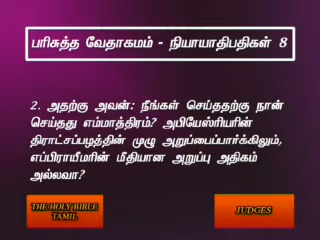 பரிசுத்த வேதாகமம் - நியாயாதிபதிகள் 8
2. அதற்கு அவன்: நீங்கள் செய்ததற்கு நான்
செய்தது எம்மாத்திரம்? அபியேஸ்ரியரின்
திராட்சப்பழத்தின் முழு அறுப்பைப்பார்க்கிலும்,
எப்பிராயீமரின் மீதியான அறுப்பு அதிகம்
அல்லவா?
THE HOLY BIBLE
TAMIL
JUDGES